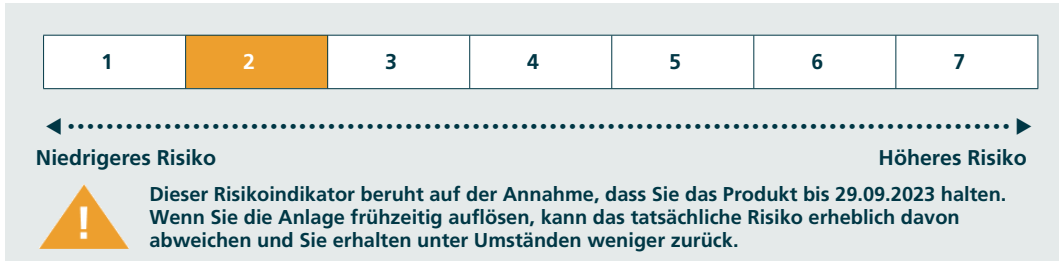 1 2 3 4 5 6 7
Niedrigeres Risiko Höheres Risiko
!
Dieser Risikoindikator beruht auf der Annahme, dass Sie das Produkt bis 29.09.2023 halten.
Wenn Sie die Anlage frühzeitig auflösen, kann das tatsächliche Risiko erheblich davon
abweichen und Sie erhalten unter Umständen weniger zurück.